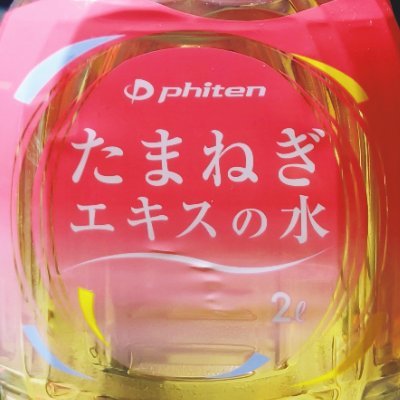 phiten
たまねぎ
エキスの水
2ℓ